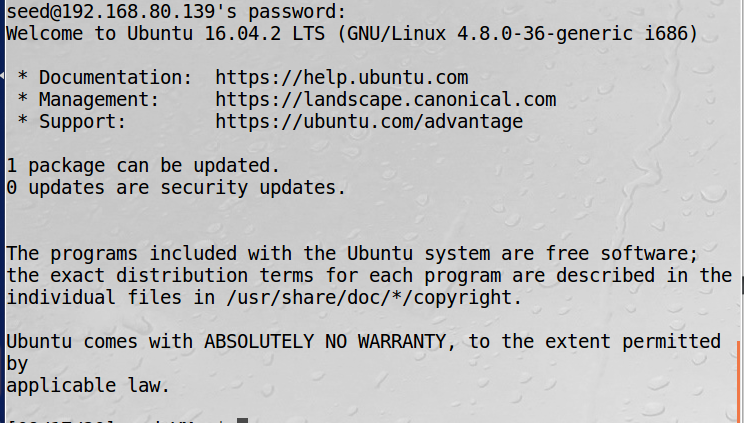 seed@192.168.80.139's password:
Welcome to Ubuntu 16.04.2 LTS (GNU/Linux 4.8.0-36-generic i686)
* Documentation:  https://help.ubuntu.com
* Management:     https://landscape.canonical.com
* Support:        https://ubuntu.com/advantage
1 package can be updated.
0 updates are security updates.
The programs included with the Ubuntu system are free software;
the exact distribution terms for each program are described in the
individual files in /usr/share/doc/*/copyright.
Ubuntu comes with ABSOLUTELY NO WARRANTY, to the extent permitted
by
applicable law.